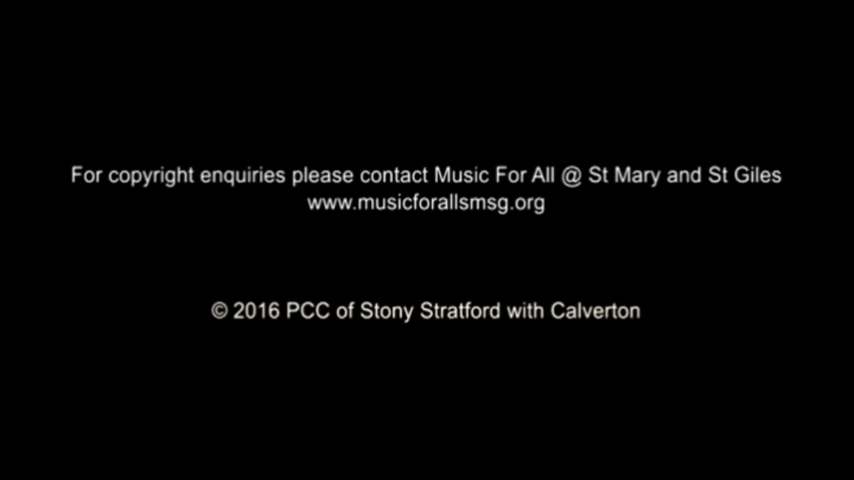 For copyright enquiries please contact Music For All @ St Mary and St Giles
www.musicforallsmsg.org
© 2016 PCC of Stony Stratford with Calverton